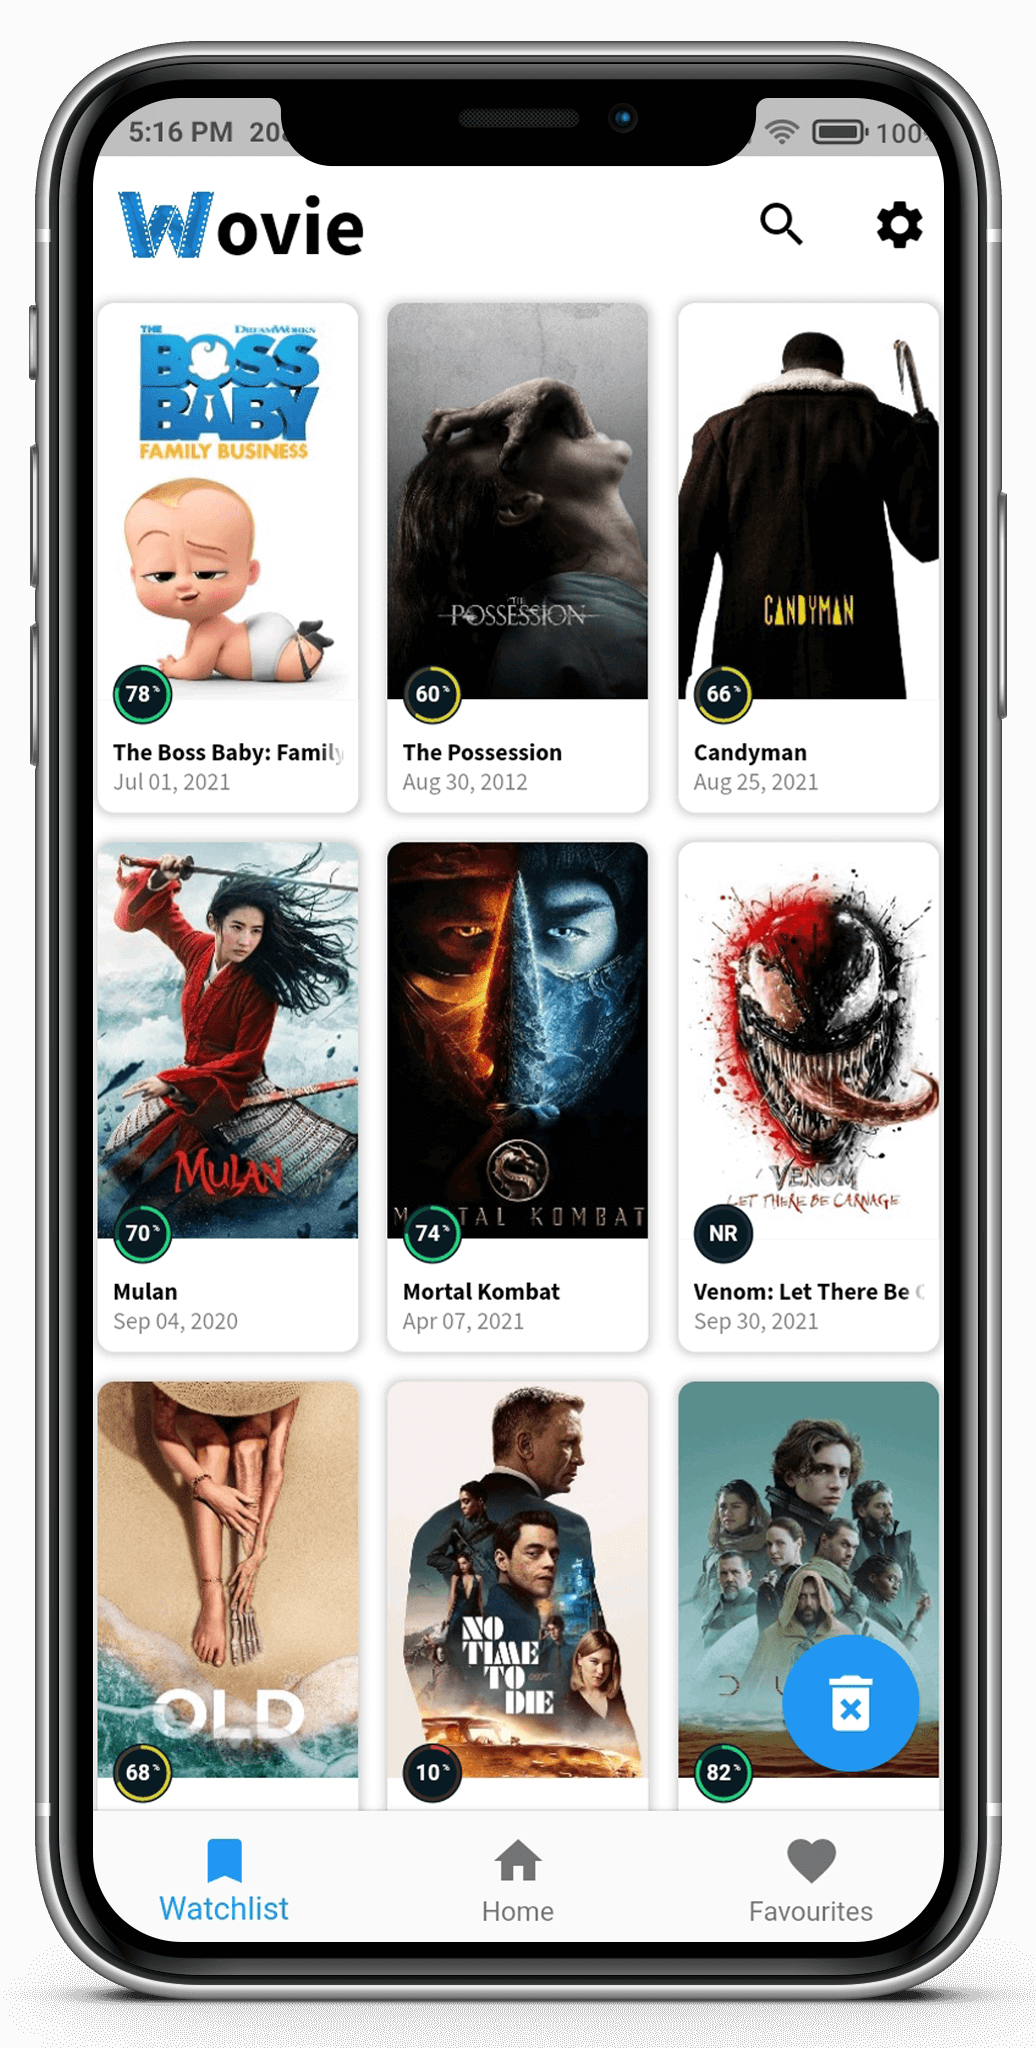 5:16 PM
100
Wovie
THE
DREAMWORKS
BOSS
BABY
FAMILY BUSINESS
THE
POSSESSION
CANDYMAN
78%
60%
66%
The Boss Baby: Family
The Possession
Candyman
Jul 01, 2021
Aug 30, 2012
Aug 25, 2021
MULAN
MORTAL KOMBAT
VENOM
LET THERE BE CARNAGE
70%
74%
NR
Mulan
Mortal Kombat
Venom: Let There Be
Sep 04, 2020
Apr 07, 2021
Sep 30, 2021
OLD
NO
TIME
TO
DIE
68%
10%
82%
Watchlist
Home
Favourites